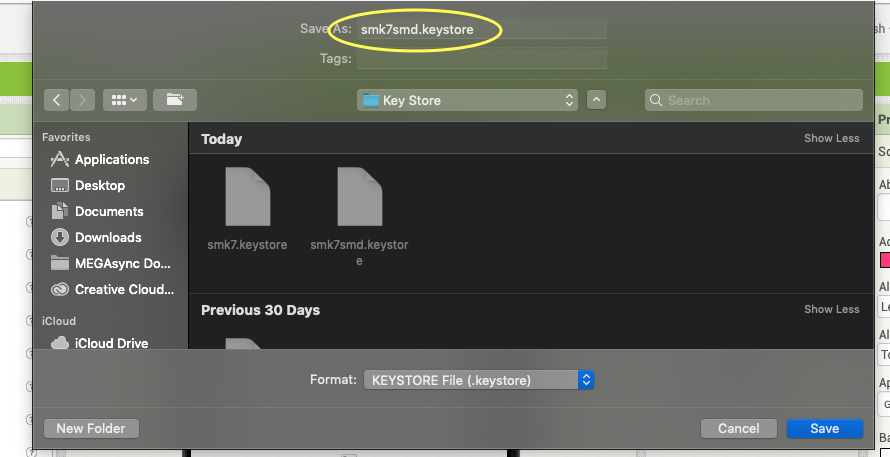 Save As: smk7smd.keystore
Tags:
Key Store
Search
Favorites
Applications
Desktop
Documents
Downloads
MEGAsync Do...
Creative Cloud...
iCloud
iCloud Drive
Today
Show Less
smk7.keystore
smk7smd.keystor
e
Previous 30 Days
Show Less
Format: KEYSTORE File (.keystore)
New Folder
Cancel
Save